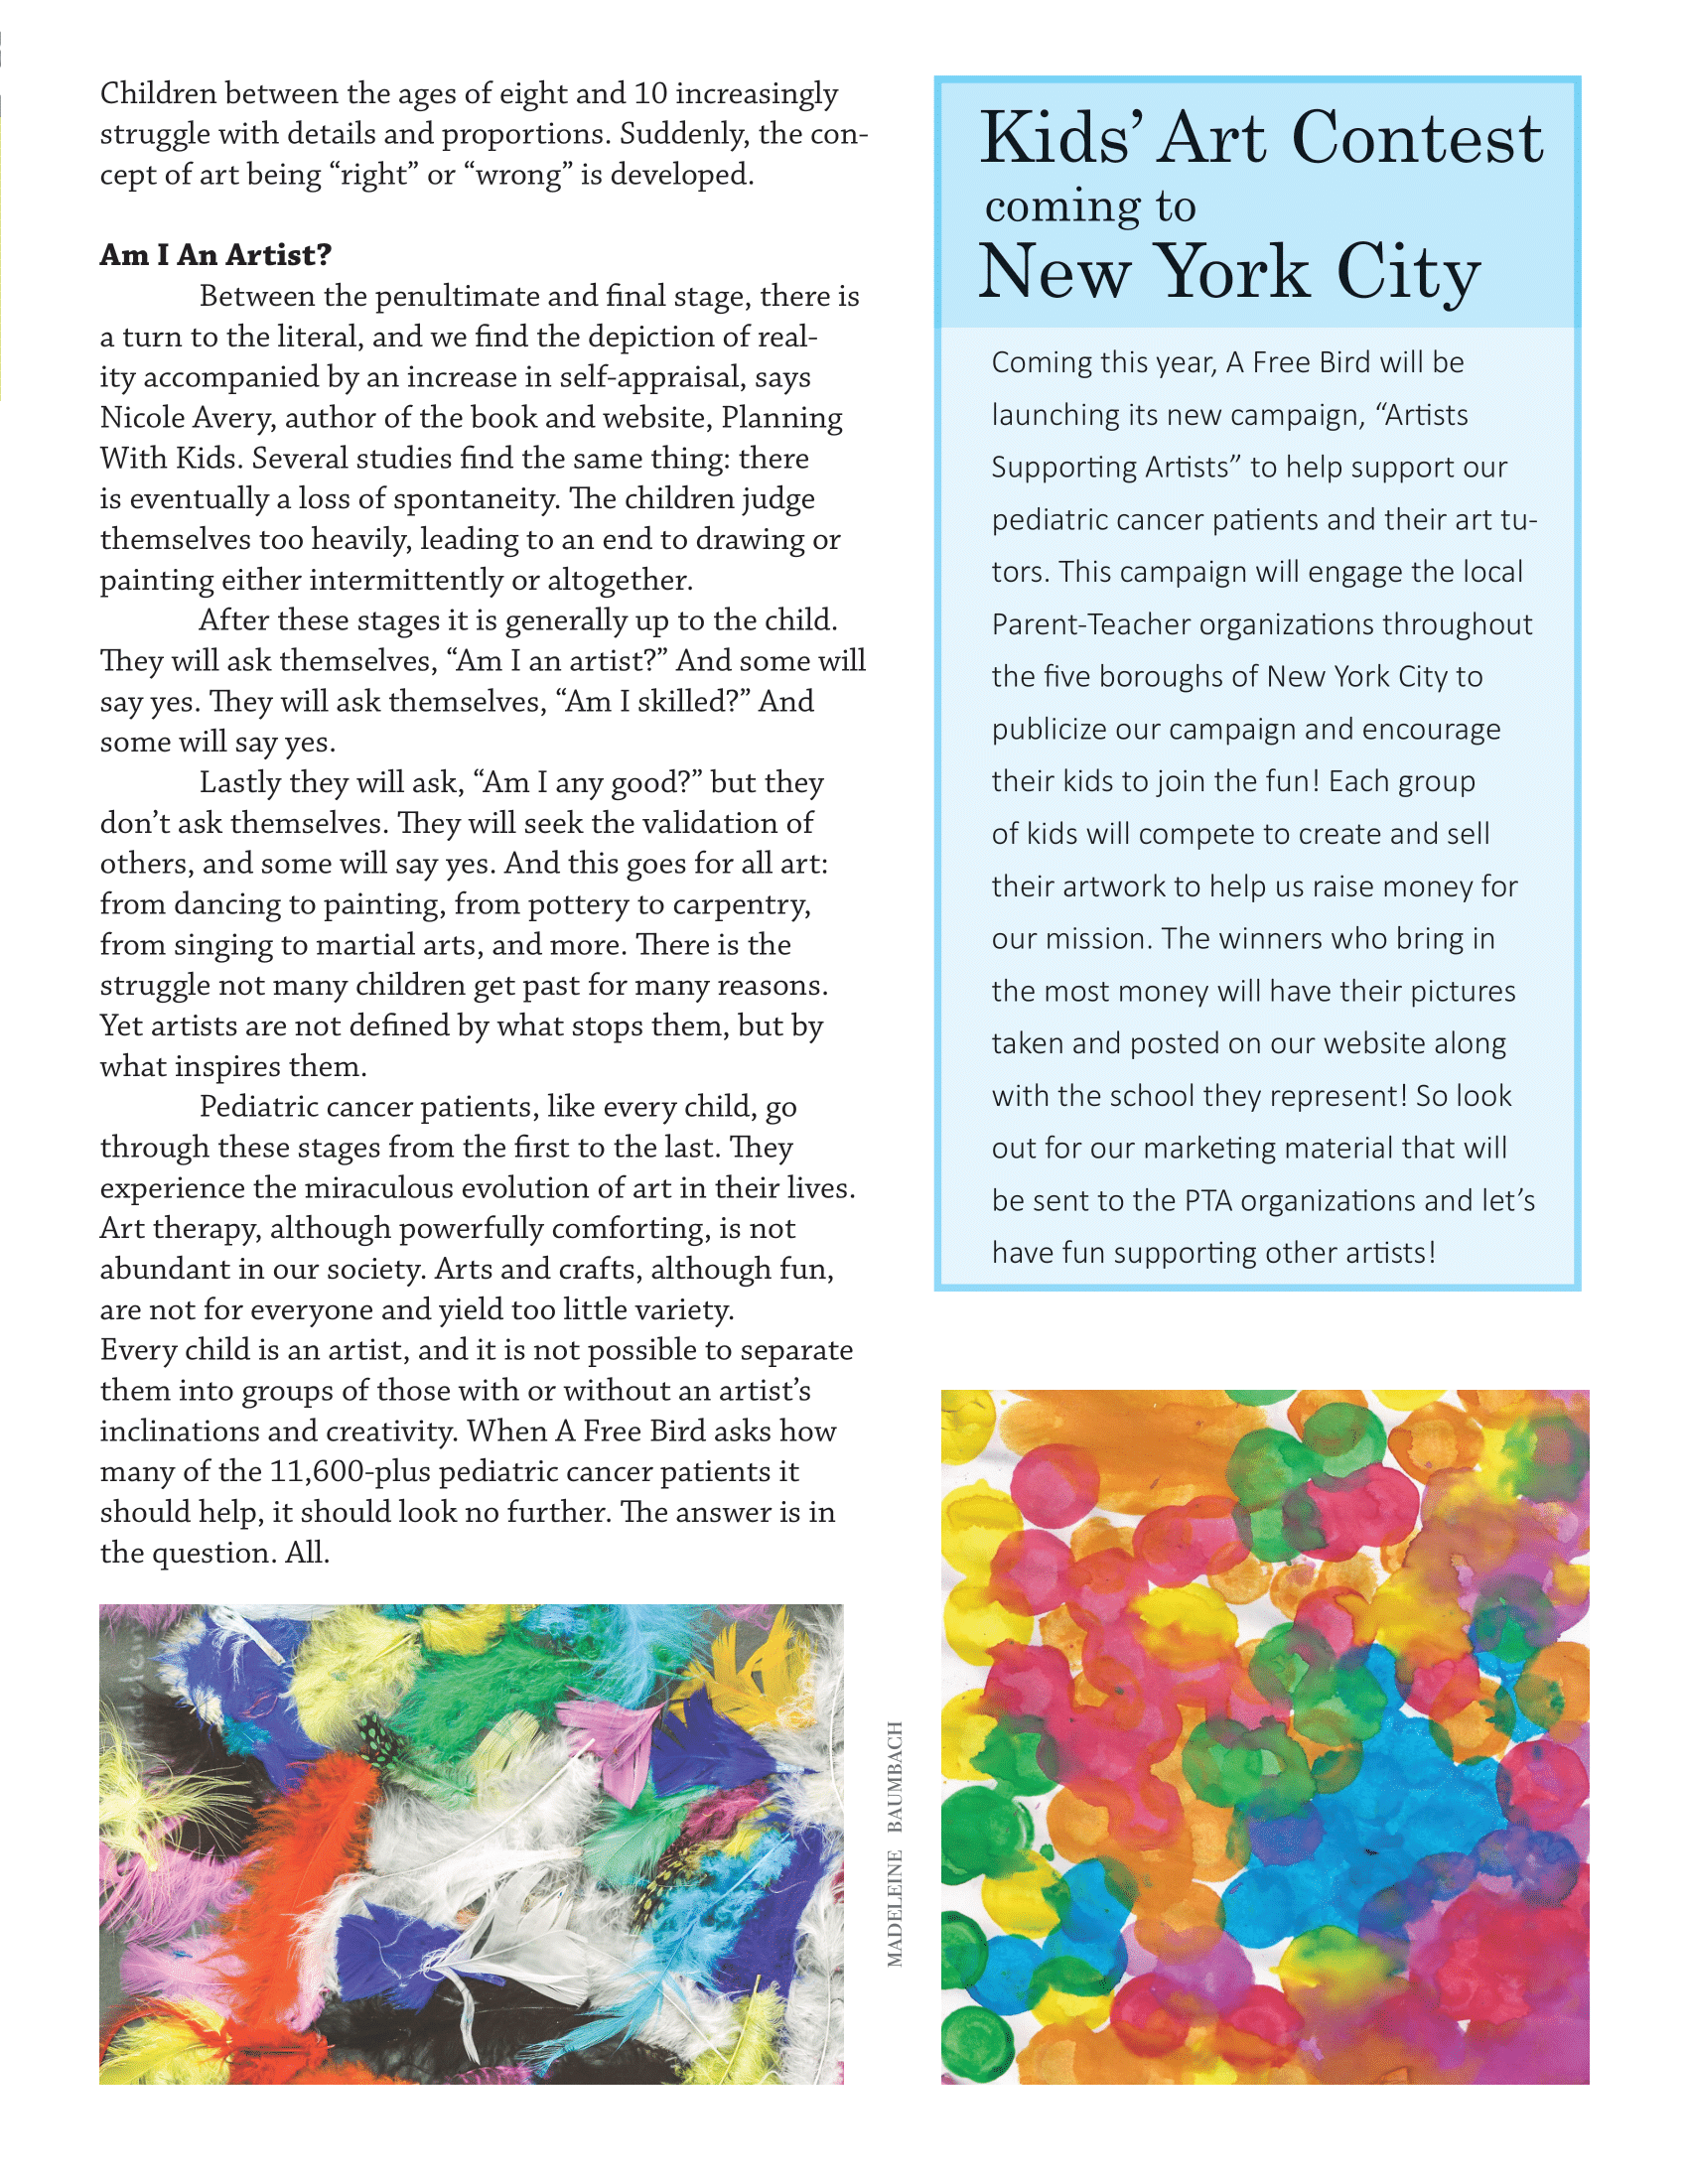 Children between the ages of eight and 10 increasingly
struggle with details and proportions. Suddenly, the con-
cept of art being “right” or “wrong” is developed.
Am I An Artist?
Between the penultimate and final stage, there is
a turn to the literal, and we find the depiction of real-
ity accompanied by an increase in self-appraisal, says
Nicole Avery, author of the book and website, Planning
With Kids. Several studies find the same thing: there
is eventually a loss of spontaneity. The children judge
themselves too heavily, leading to an end to drawing or
painting either intermittently or altogether.
After these stages it is generally up to the child.
They will ask themselves, “Am I an artist?” And some will
say yes. They will ask themselves, “Am I skilled?” And
some will say yes.
Lastly they will ask, “Am I any good?” but they
don’t ask themselves. They will seek the validation of
others, and some will say yes. And this goes for all art:
from dancing to painting, from pottery to carpentry,
from singing to martial arts, and more. There is the
struggle not many children get past for many reasons.
Yet artists are not defined by what stops them, but by
what inspires them.
Pediatric cancer patients, like every child, go
through these stages from the first to the last. They
experience the miraculous evolution of art in their lives.
Art therapy, although powerfully comforting, is not
abundant in our society. Arts and crafts, although fun,
are not for everyone and yield too little variety.
Every child is an artist, and it is not possible to separate
them into groups of those with or without an artist’s
inclinations and creativity. When A Free Bird asks how
many of the 11,600-plus pediatric cancer patients it
should help, it should look no further. The answer is in
the question. All.
Kids’ Art Contest
coming to
New York City
Coming this year, A Free Bird will be
launching its new campaign, “Artists
Supporting Artists” to help support our
pediatric cancer patients and their art tu-
tors. This campaign will engage the local
Parent-Teacher organizations throughout
the five boroughs of New York City to
publicize our campaign and encourage
their kids to join the fun! Each group
of kids will compete to create and sell
their artwork to help us raise money for
our mission. The winners who bring in
the most money will have their pictures
taken and posted on our website along
with the school they represent! So look
out for our marketing material that will
be sent to the PTA organizations and let’s
have fun supporting other artists!
MADELEINE BAUMBACH